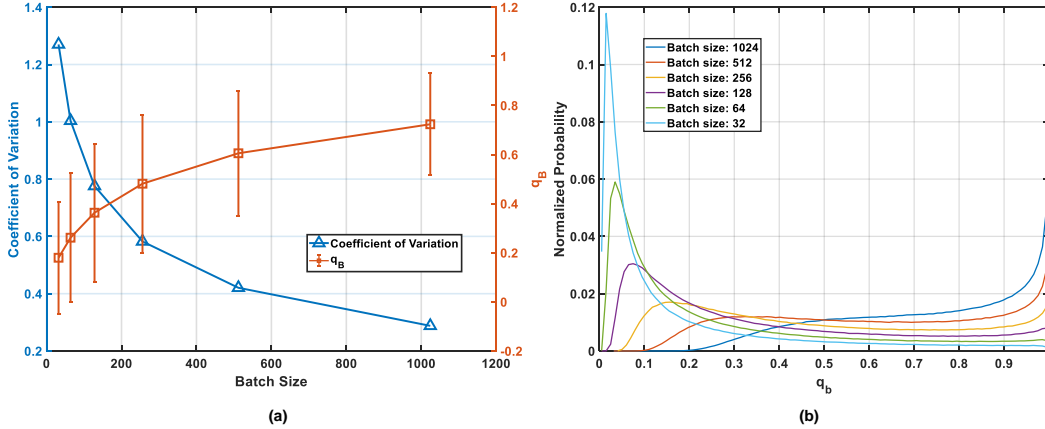 1.4
1.2
1
0.8
0.6
0.4
0.2
Coefficient of Variation
0 200 400 600 800 1000 1200
Batch Size
1.2
1
0.8
0.6
0.4
0.2
0
-0.2
q_B
Coefficient of Variation
q_B
(a)
0.12
0.1
0.08
0.06
0.04
0.02
0
Normalized Probability
0 0.1 0.2 0.3 0.4 0.5 0.6 0.7 0.8 0.9
q_b
Batch size: 1024
Batch size: 512
Batch size: 256
Batch size: 128
Batch size: 64
Batch size: 32
(b)